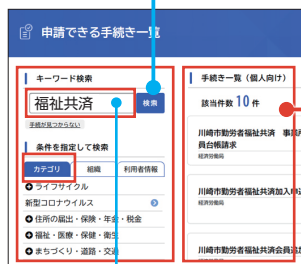 申請できる手続き一覧
キーワード検索
福祉共済
検索
手続が見つからない
条件を指定して検索
カテゴリ
組織
利用者情報
ライフサイクル
新型コロナウイルス
住所の届出・保険・年金・税金
福祉・医療・保健・衛生
まちづくり・道路・交通
手続き一覧（個人向け）
該当件数 10 件
川崎市勤労者福祉共済 事業所
員台帳請求
経済労働局
川崎市勤労者福祉共済加入申込
経済労働局
川崎市勤労者福祉共済会員追加